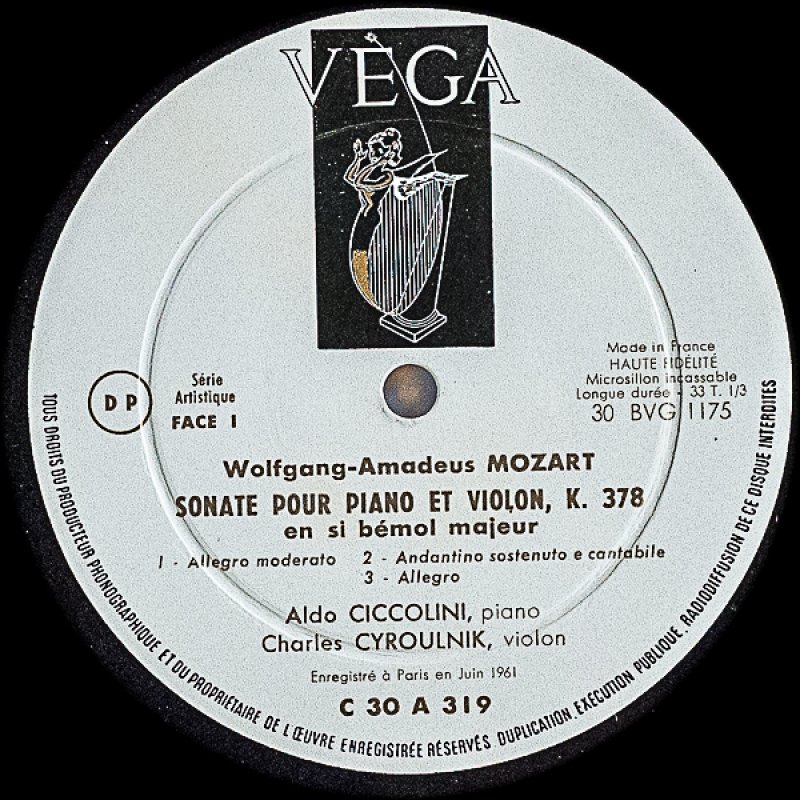 VÈGA
Made in France
HAUTE FIDÉLITÉ
Microsillon incassable
Longue durée - 33 T. 1/3
30 BVG 1175
D P
Série
Artistique
FACE 1
Wolfgang-Amadeus MOZART
SONATE POUR PIANO ET VIOLON, K. 378
en si bémol majeur
1 - Allegro moderato 2 - Andantino sostenuto e cantabile
3 - Allegro
Aldo CICCOLINI, piano
Charles CYROULNIK, violon
Enregistré à Paris en Juin 1961
C 30 A 319
TOUS DROITS DU PRODUCTEUR PHONOGRAPHIQUE ET DU PROPRIÉTAIRE DE L'ŒUVRE ENREGISTRÉE RÉSERVÉS DUPLICATION. EXÉCUTION PUBLIQUE. RADIODIFFUSION DE CE DISQUE INTERDITES